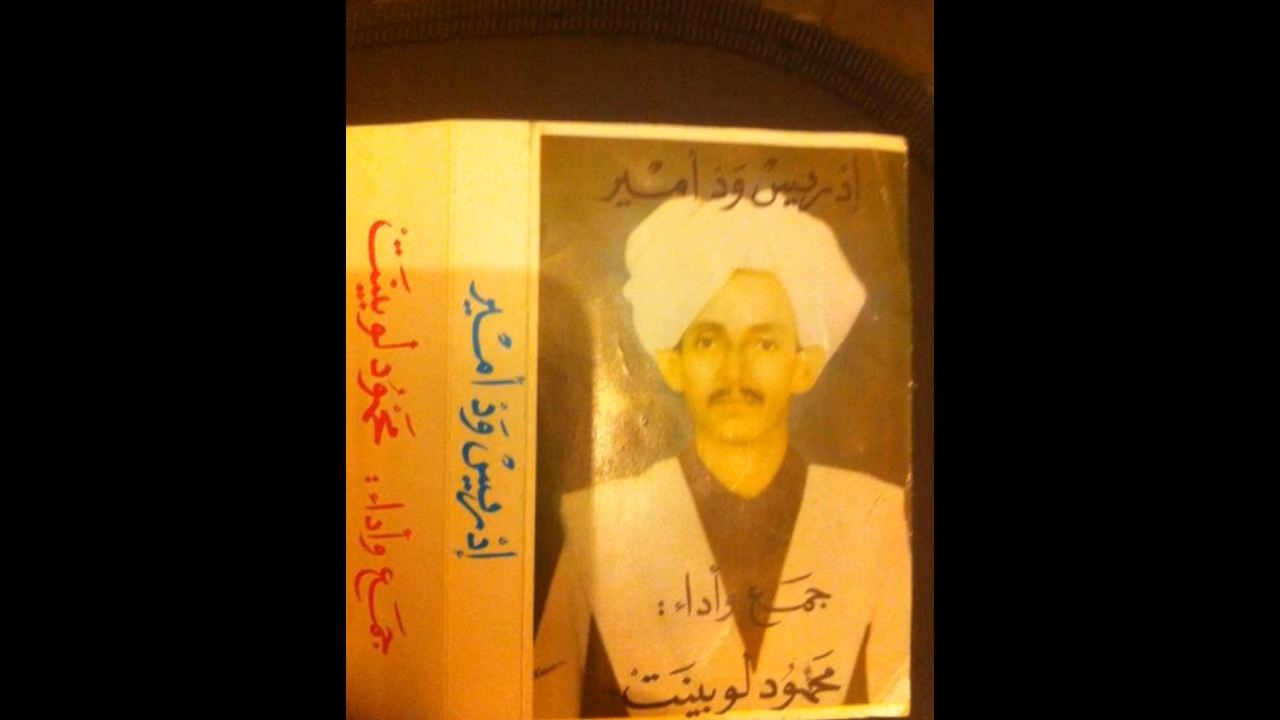 إدريس ود أمير
جمع وأداء:
محمود لوبينت
إدريس ود أمير
جمع وأداء: محمود لوبينت